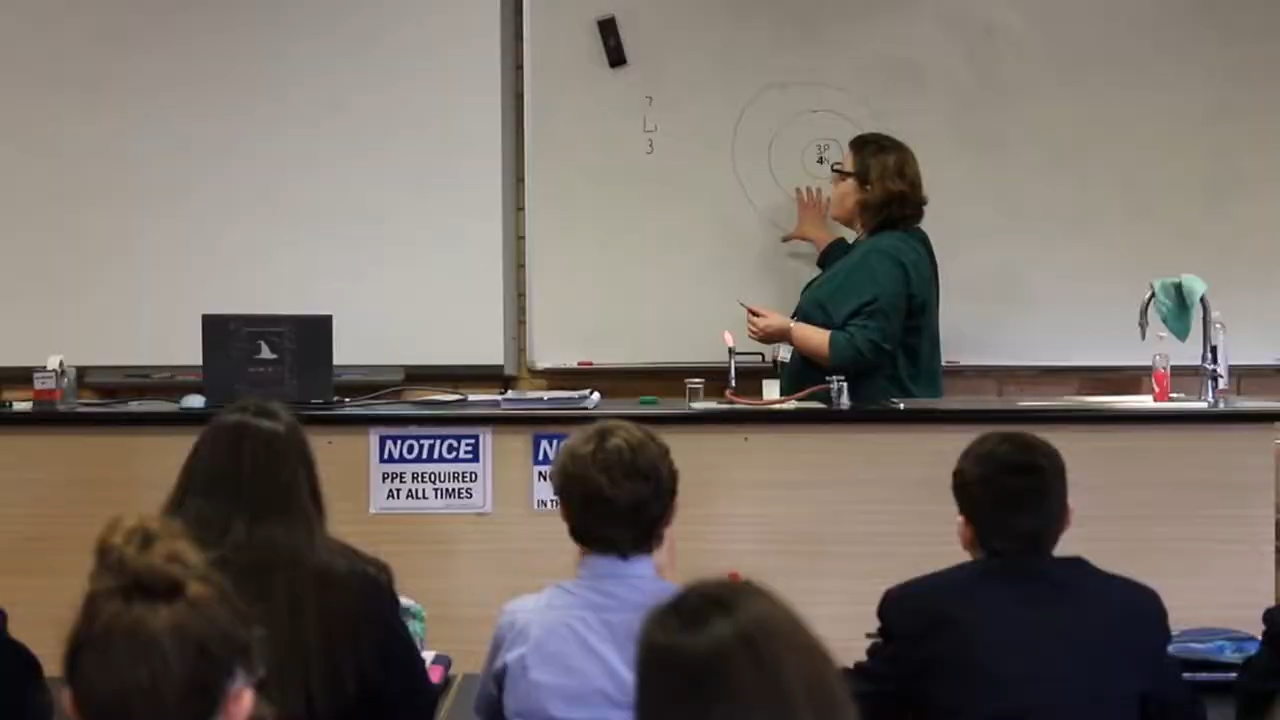 7
Li
3
3P
4N
NOTICE
PPE REQUIRED
AT ALL TIMES
IN TH